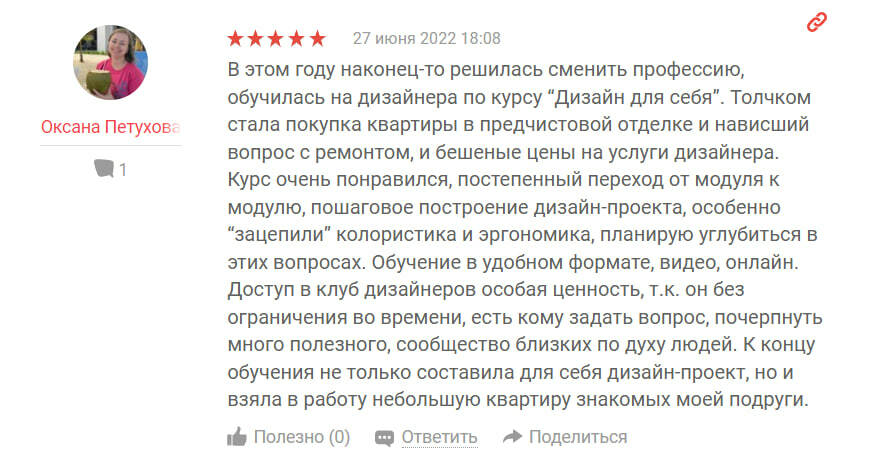 27 июня 2022 18:08
Оксана Петухова
1
В этом году наконец-то решилась сменить профессию,
обучилась на дизайнера по курсу “Дизайн для себя”. Толчком
стала покупка квартиры в предчистовой отделке и нависший
вопрос с ремонтом, и бешеные цены на услуги дизайнера.
Курс очень понравился, постепенный переход от модуля к
модулю, пошаговое построение дизайн-проекта, особенно
“зацепили” колористика и эргономика, планирую углубиться в
этих вопросах. Обучение в удобном формате, видео, онлайн.
Доступ в клуб дизайнеров особая ценность, т.к. он без
ограничения во времени, есть кому задать вопрос, почерпнуть
много полезного, сообщество близких по духу людей. К концу
обучения не только составила для себя дизайн-проект, но и
взяла в работу небольшую квартиру знакомых моей подруги.
Полезно (0) Ответить Поделиться